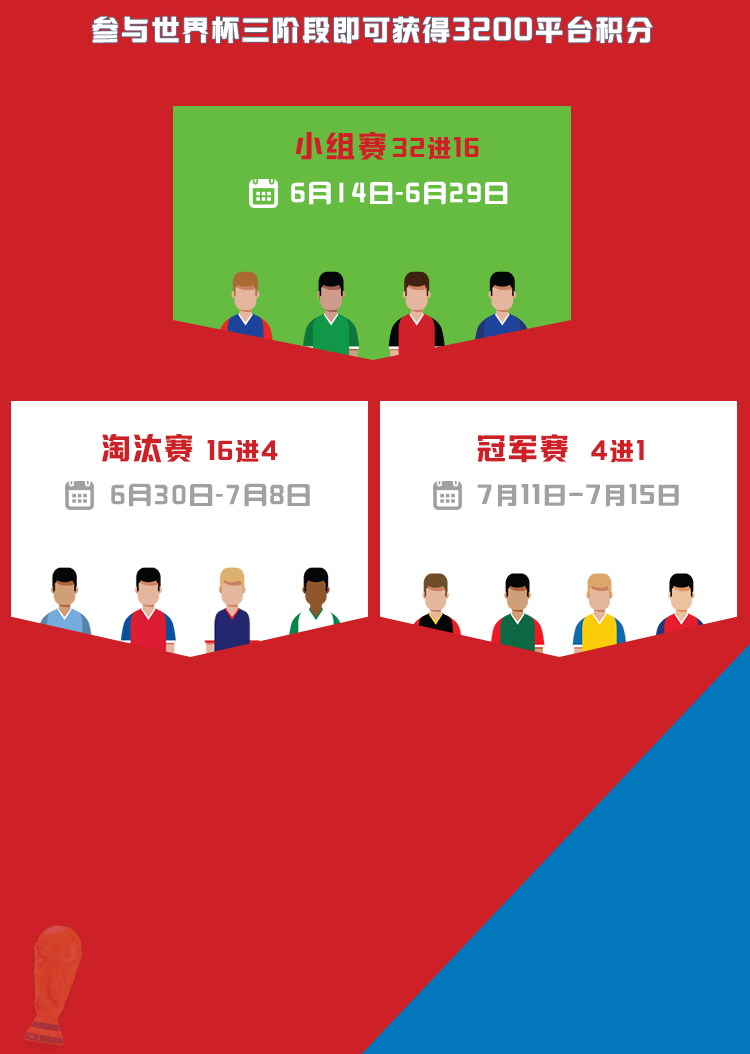 参与世界杯三阶段即可获得3200平台积分
小组赛 32进16
6月14日-6月29日
淘汰赛 16进4
6月30日-7月8日
冠军赛 4进1
7月11日-7月15日